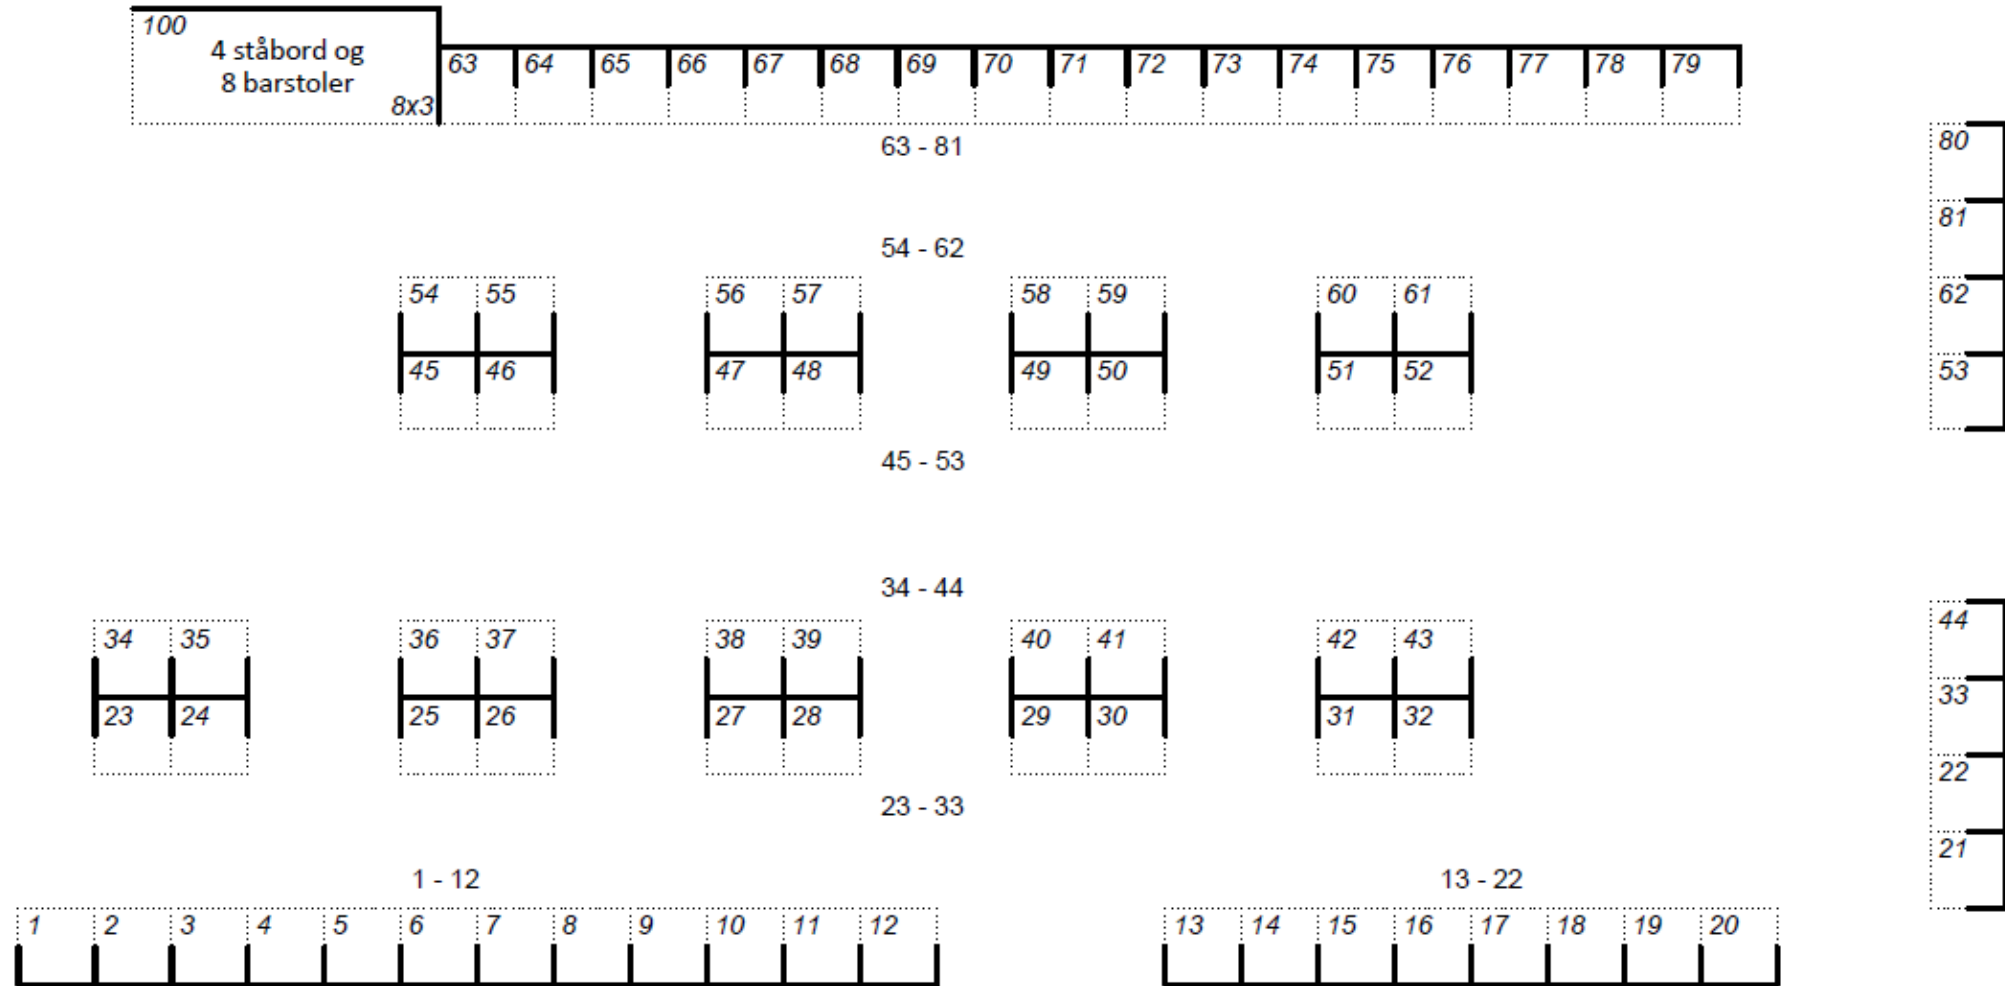 100
4 ståbord og
8 barstoler
8x3
63 64 65 66 67 68 69 70 71 72 73 74 75 76 77 78 79
63 - 81
80
81
54 - 62
54 55 56 57 58 59 60 61 62
45 46 47 48 49 50 51 52 53
45 - 53
34 - 44
44
34 35 36 37 38 39 40 41 42 43
33
23 24 25 26 27 28 29 30 31 32
22
23 - 33
21
1 - 12 13 - 22
1 2 3 4 5 6 7 8 9 10 11 12 13 14 15 16 17 18 19 20